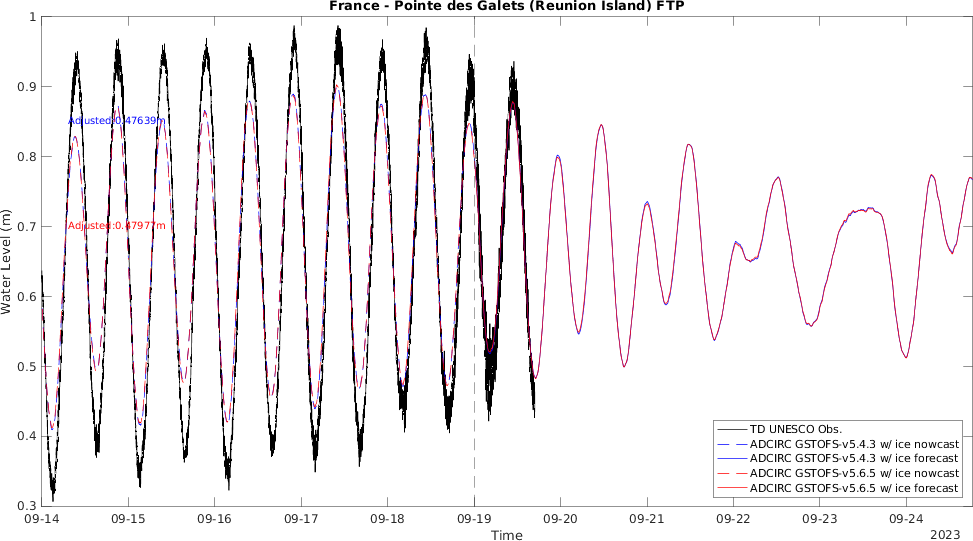 France - Pointe des Galets (Reunion Island) FTP
1
0.9
0.8
0.7
0.6
0.5
0.4
0.3
Water Level (m)
Adjusted:0.47639m
Adjusted:0.47977m
TD UNESCO Obs.
ADCIRC GSTOFS-v5.4.3 w/ ice nowcast
ADCIRC GSTOFS-v5.4.3 w/ ice forecast
ADCIRC GSTOFS-v5.6.5 w/ ice nowcast
ADCIRC GSTOFS-v5.6.5 w/ ice forecast
09-14 09-15 09-16 09-17 09-18 09-19 09-20 09-21 09-22 09-23 09-24
Time
2023